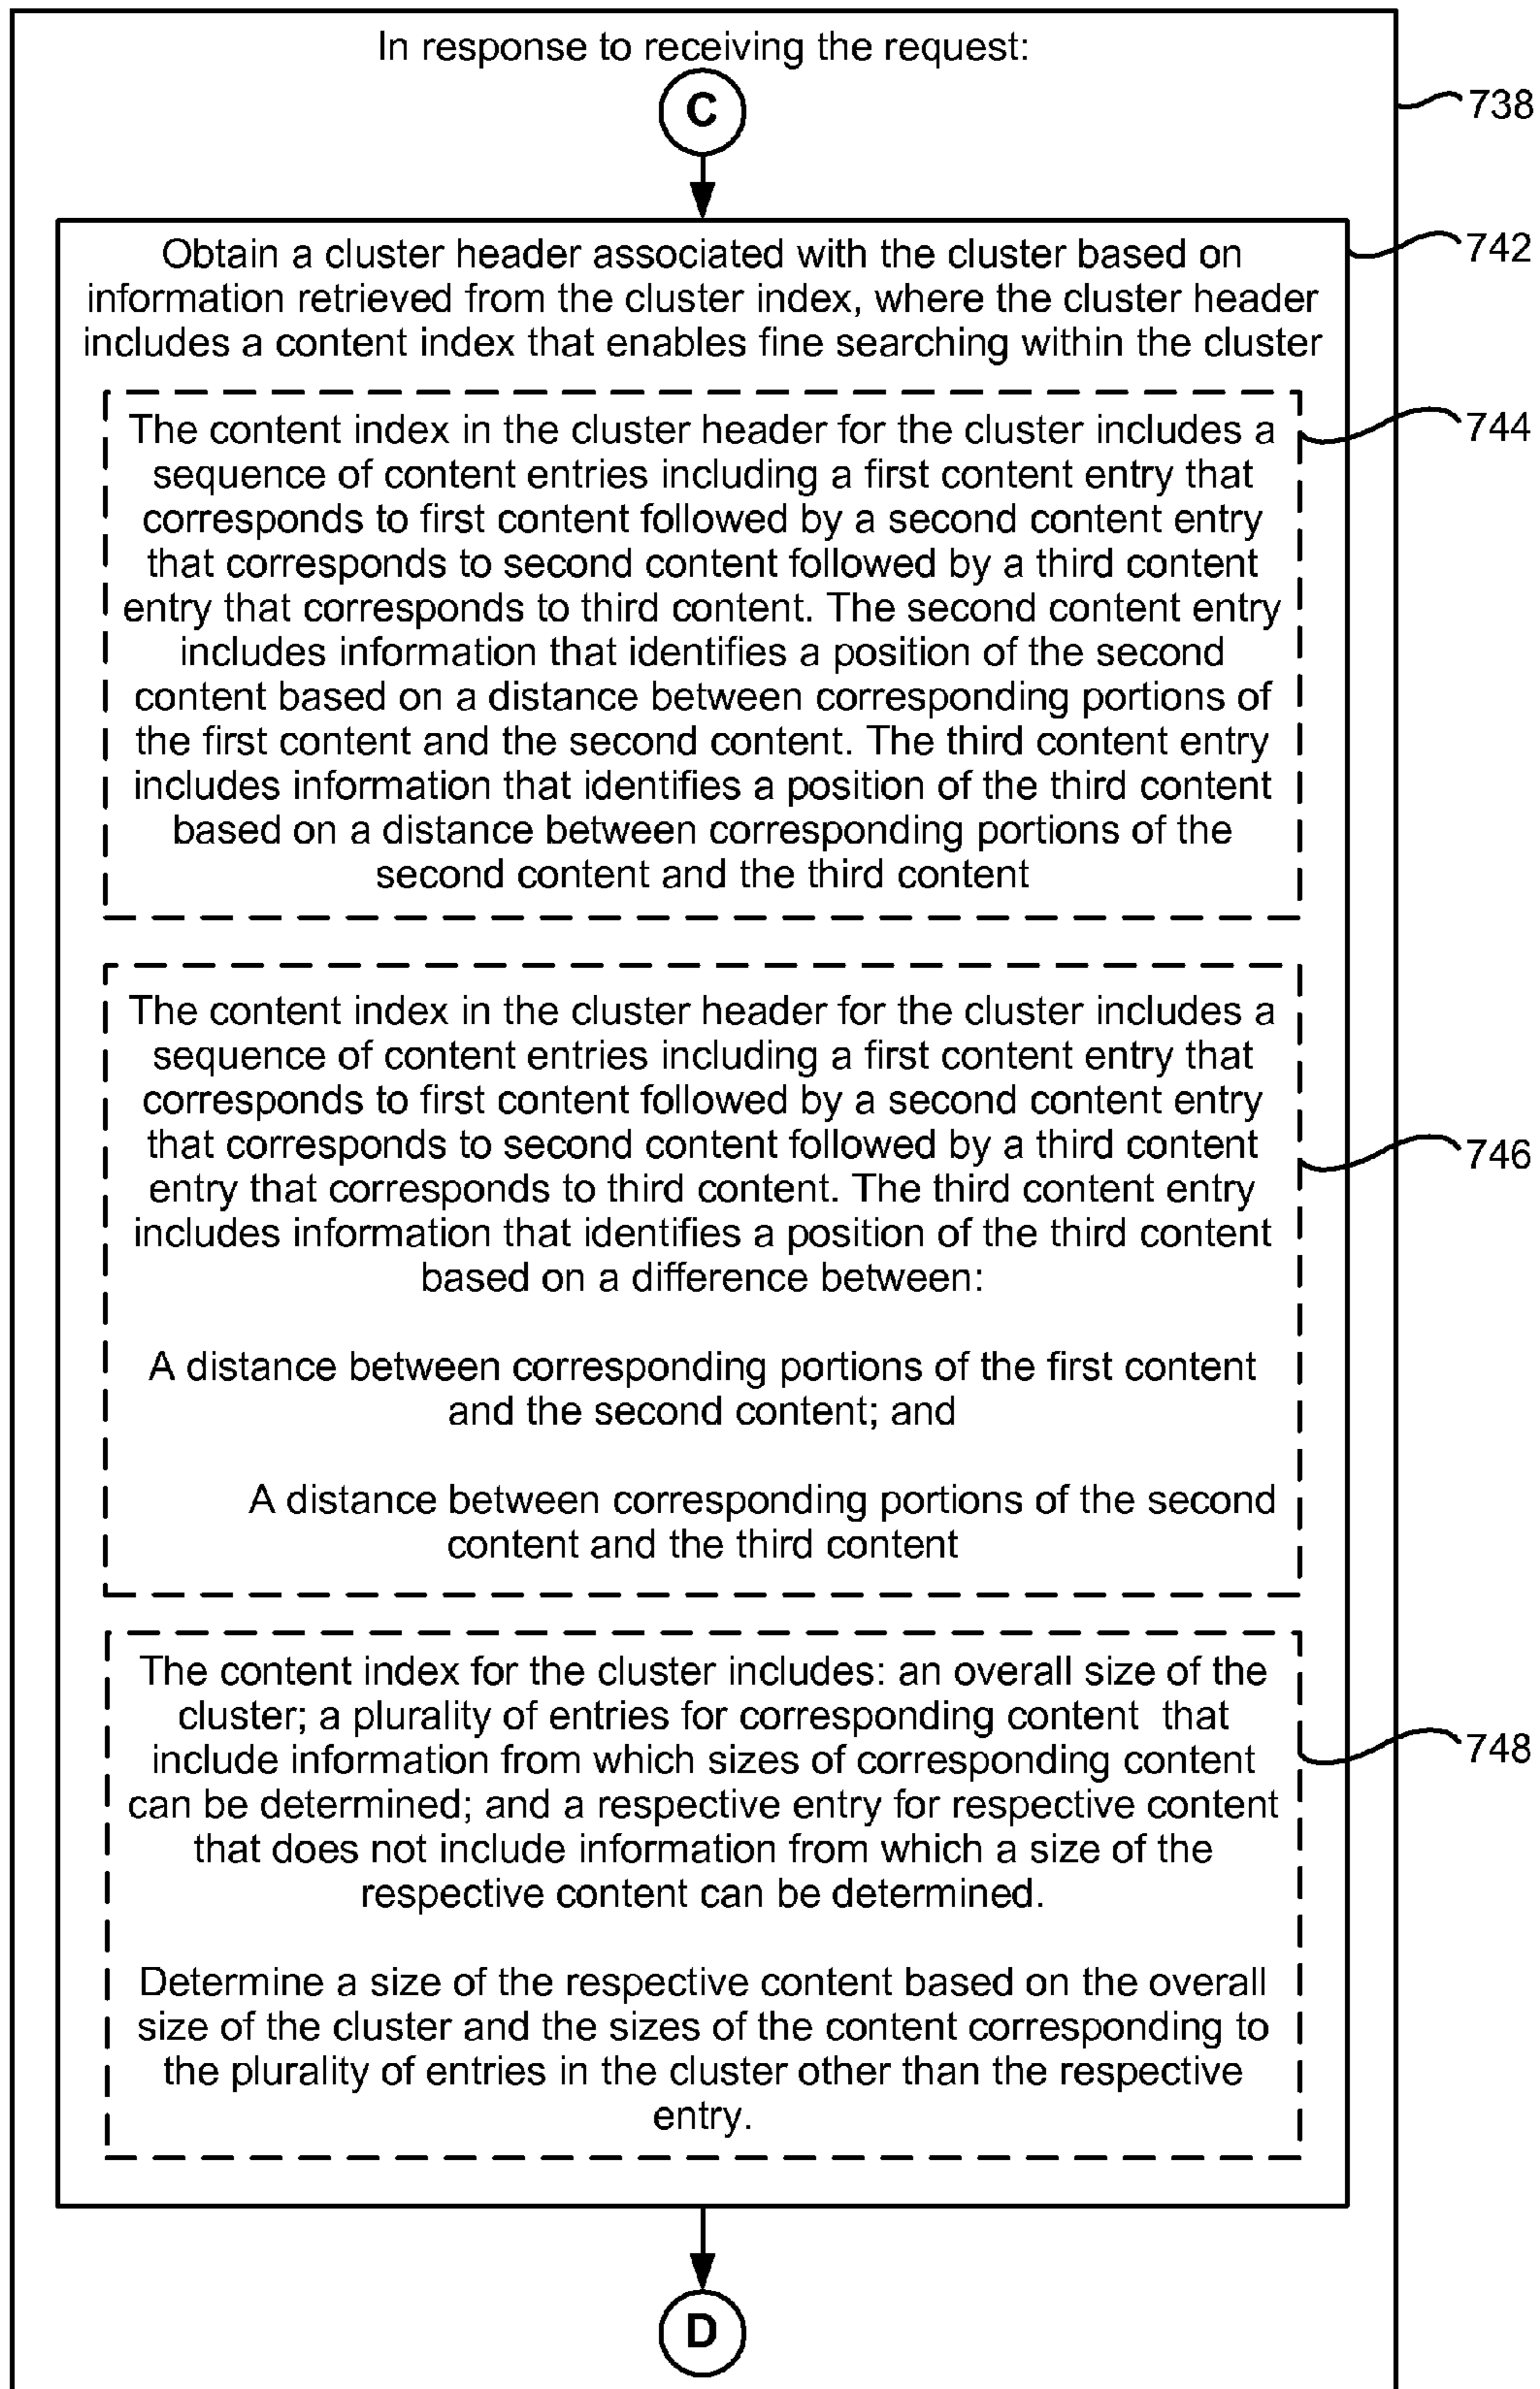 In response to receiving the request:
C
738
Obtain a cluster header associated with the cluster based on
information retrieved from the cluster index, where the cluster header
includes a content index that enables fine searching within the cluster
742
The content index in the cluster header for the cluster includes a
sequence of content entries including a first content entry that
corresponds to first content followed by a second content entry
that corresponds to second content followed by a third content
entry that corresponds to third content. The second content entry
includes information that identifies a position of the second
content based on a distance between corresponding portions of
the first content and the second content. The third content entry
includes information that identifies a position of the third content
based on a distance between corresponding portions of the
second content and the third content
744
The content index in the cluster header for the cluster includes a
sequence of content entries including a first content entry that
corresponds to first content followed by a second content entry
that corresponds to second content followed by a third content
entry that corresponds to third content. The third content entry
includes information that identifies a position of the third content
based on a difference between:
A distance between corresponding portions of the first content
and the second content; and
A distance between corresponding portions of the second
content and the third content
746
The content index for the cluster includes: an overall size of the
cluster; a plurality of entries for corresponding content that
include information from which sizes of corresponding content
can be determined; and a respective entry for respective content
that does not include information from which a size of the
respective content can be determined.
Determine a size of the respective content based on the overall
size of the cluster and the sizes of the content corresponding to
the plurality of entries in the cluster other than the respective
entry.
748
D